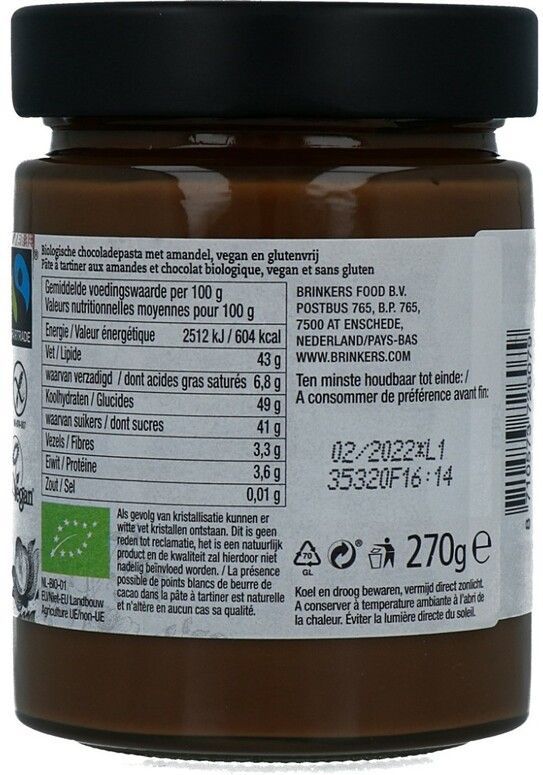 Biologische chocoladepasta met amandel, vegan en glutenvrij
Pâte à tartiner aux amandes et chocolat biologique, vegan et sans gluten
Gemiddelde voedingswaarde per 100 g
Valeurs nutritionnelles moyennes pour 100 g
Energie / Valeur énergétique 2512 kJ / 604 kcal
Vet / Lipide 43 g
waarvan verzadigd / dont acides gras saturés 6,8 g
Koolhydraten / Glucides 49 g
waarvan suikers / dont sucres 41 g
Vezels / Fibres 3,3 g
Eiwit / Protéine 3,6 g
Zout / Sel 0,01 g
BRINKERS FOOD B.V.
POSTBUS 765, B.P. 765,
7500 AT ENSCHEDE,
NEDERLAND/PAYS-BAS
WWW.BRINKERS.COM
Ten minste houdbaar tot einde: /
A consommer de préférence avant fin:
02/2022*L1
35320F16:14
Als gevolg van kristallisatie kunnen er
witte vet kristallen ontstaan. Dit is geen
reden tot reclamatie, het is een natuurlijk
product en de kwaliteit zal hierdoor niet
nadelig beinvloed worden. / La présence
possible de points blancs de beurre de
cacao dans la pâte à tartiner est naturelle
et n'altère en aucun cas sa qualité.
NL-BIO-01
EU/Niet-EU Landbouw
Agriculture UE/non-UE
70
GL
270g e
Koel en droog bewaren, vermijd direct zonlicht.
A conserver à température ambiante à l'abri de
la chaleur. Éviter la lumière directe du soleil.